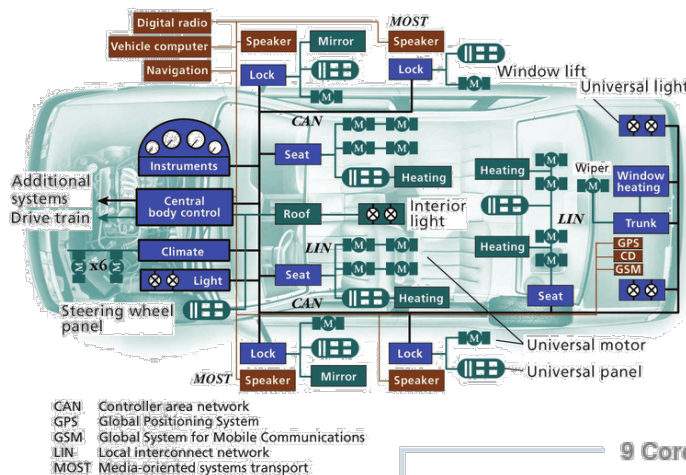 Digital radio
Vehicle computer
Navigation
MOST
Speaker
Mirror
Speaker
Lock
M
Lock
M
Window lift
Universal light
CAN
Instruments
Seat
M M
M M
Heating
Heating
M
M
Wiper
M
Window
heating
Additional
systems
Drive train
Central
body control
Roof
Interior
light
LIN
Trunk
Climate
LIN
M M
M M
Heating
M
M
GPS
CD
GSM
M x6 M
Light
Seat
CAN
Heating
Seat
Steering wheel
panel
M
M
Universal motor
Lock
Lock
Universal panel
MOST
Speaker
Mirror
Speaker
CAN Controller area network
GPS Global Positioning System
GSM Global System for Mobile Communications
LIN Local interconnect network
MOST Media-oriented systems transport